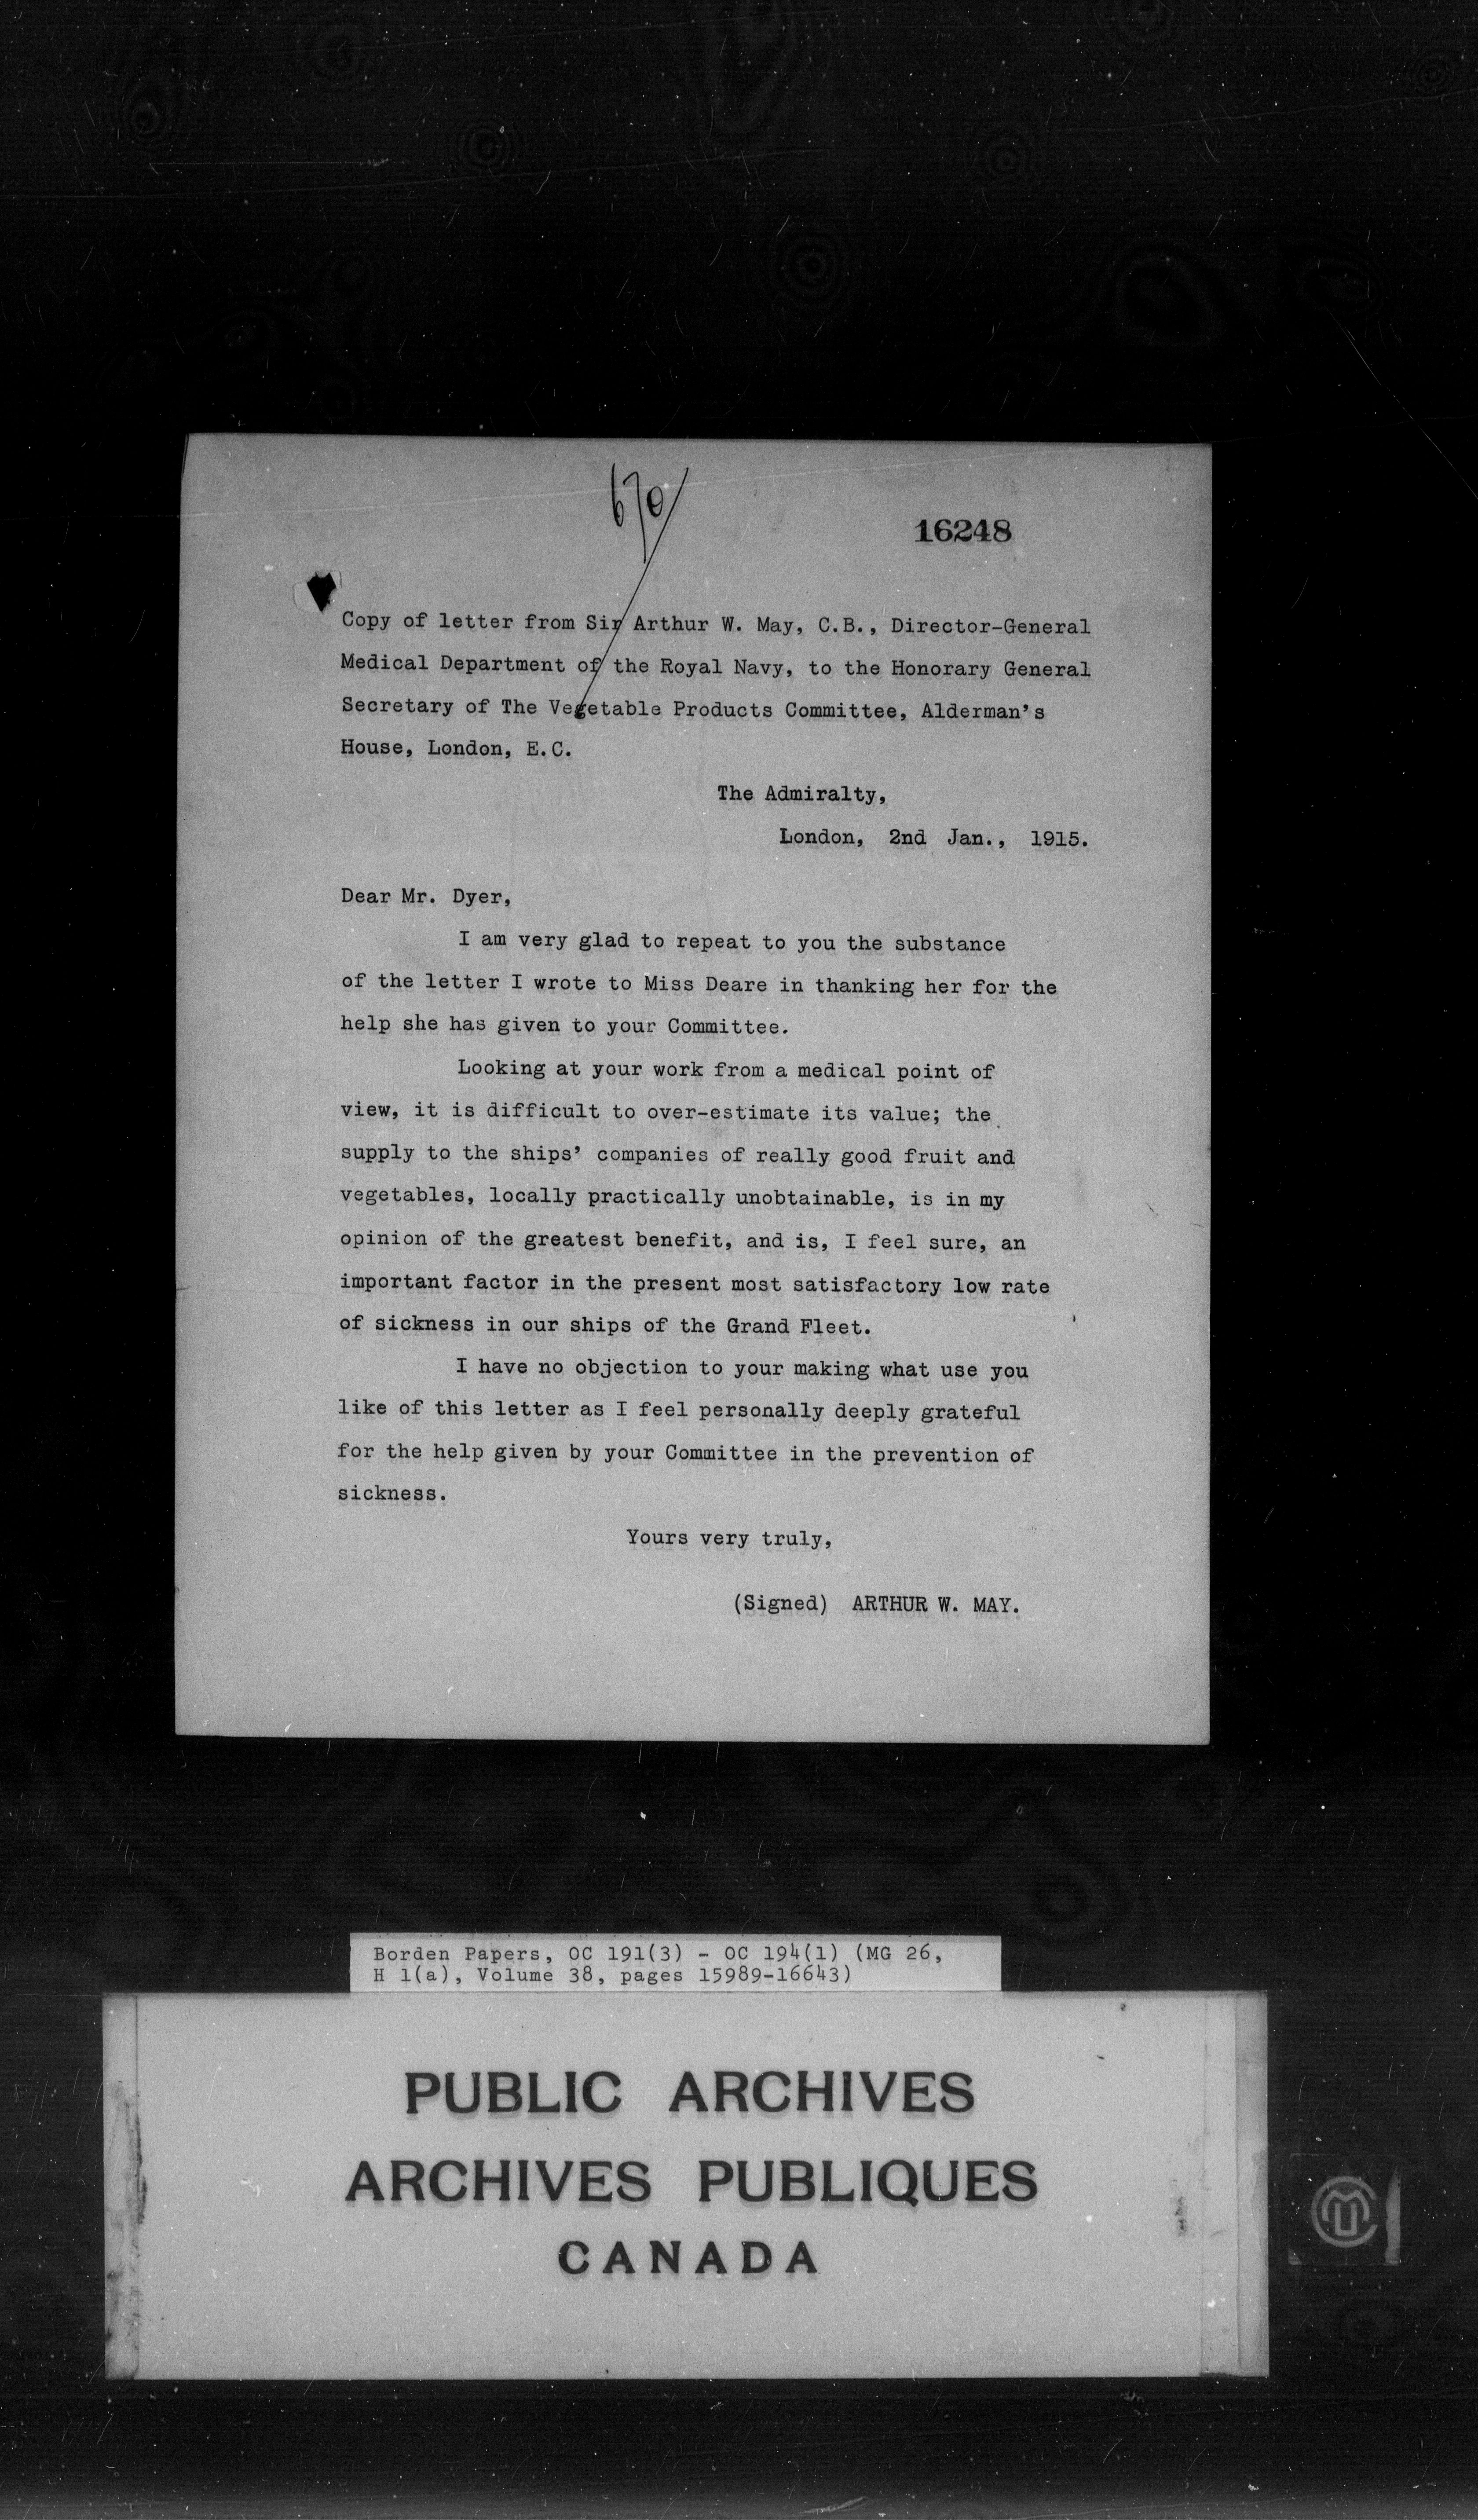 670
16248
Copy of letter from Sir Arthur W. May, C.B., Director-General
Medical Department of the Royal Navy, to the Honorary General
Secretary of The Vegetable Products Committee, Alderman's
House, London, E.C.
The Admiralty,
London, 2nd Jan., 1915.
Dear Mr. Dyer,
I am very glad to repeat to you the substance
of the letter I wrote to Miss Deare in thanking her for the
help she has given to your Committee.
Looking at your work from a medical point of
view, it is difficult to over-estimate its value; the
supply to the ships' companies of really good fruit and
vegetables, locally practically unobtainable, is in my
opinion of the greatest benefit, and is, I feel sure, an
important factor in the present most satisfactory low rate
of sickness in our ships of the Grand Fleet.
I have no objection to your making what use you
like of this letter as I feel personally deeply grateful
for the help given by your Committee in the prevention of
sickness.
Yours very truly,
(Signed) ARTHUR W. MAY.
Borden Papers, OC 191(3) - OC 194(1) (MG 26,
H 1(a), Volume 38, pages 15989-16643)
PUBLIC ARCHIVES
ARCHIVES PUBLIQUES
CANADA